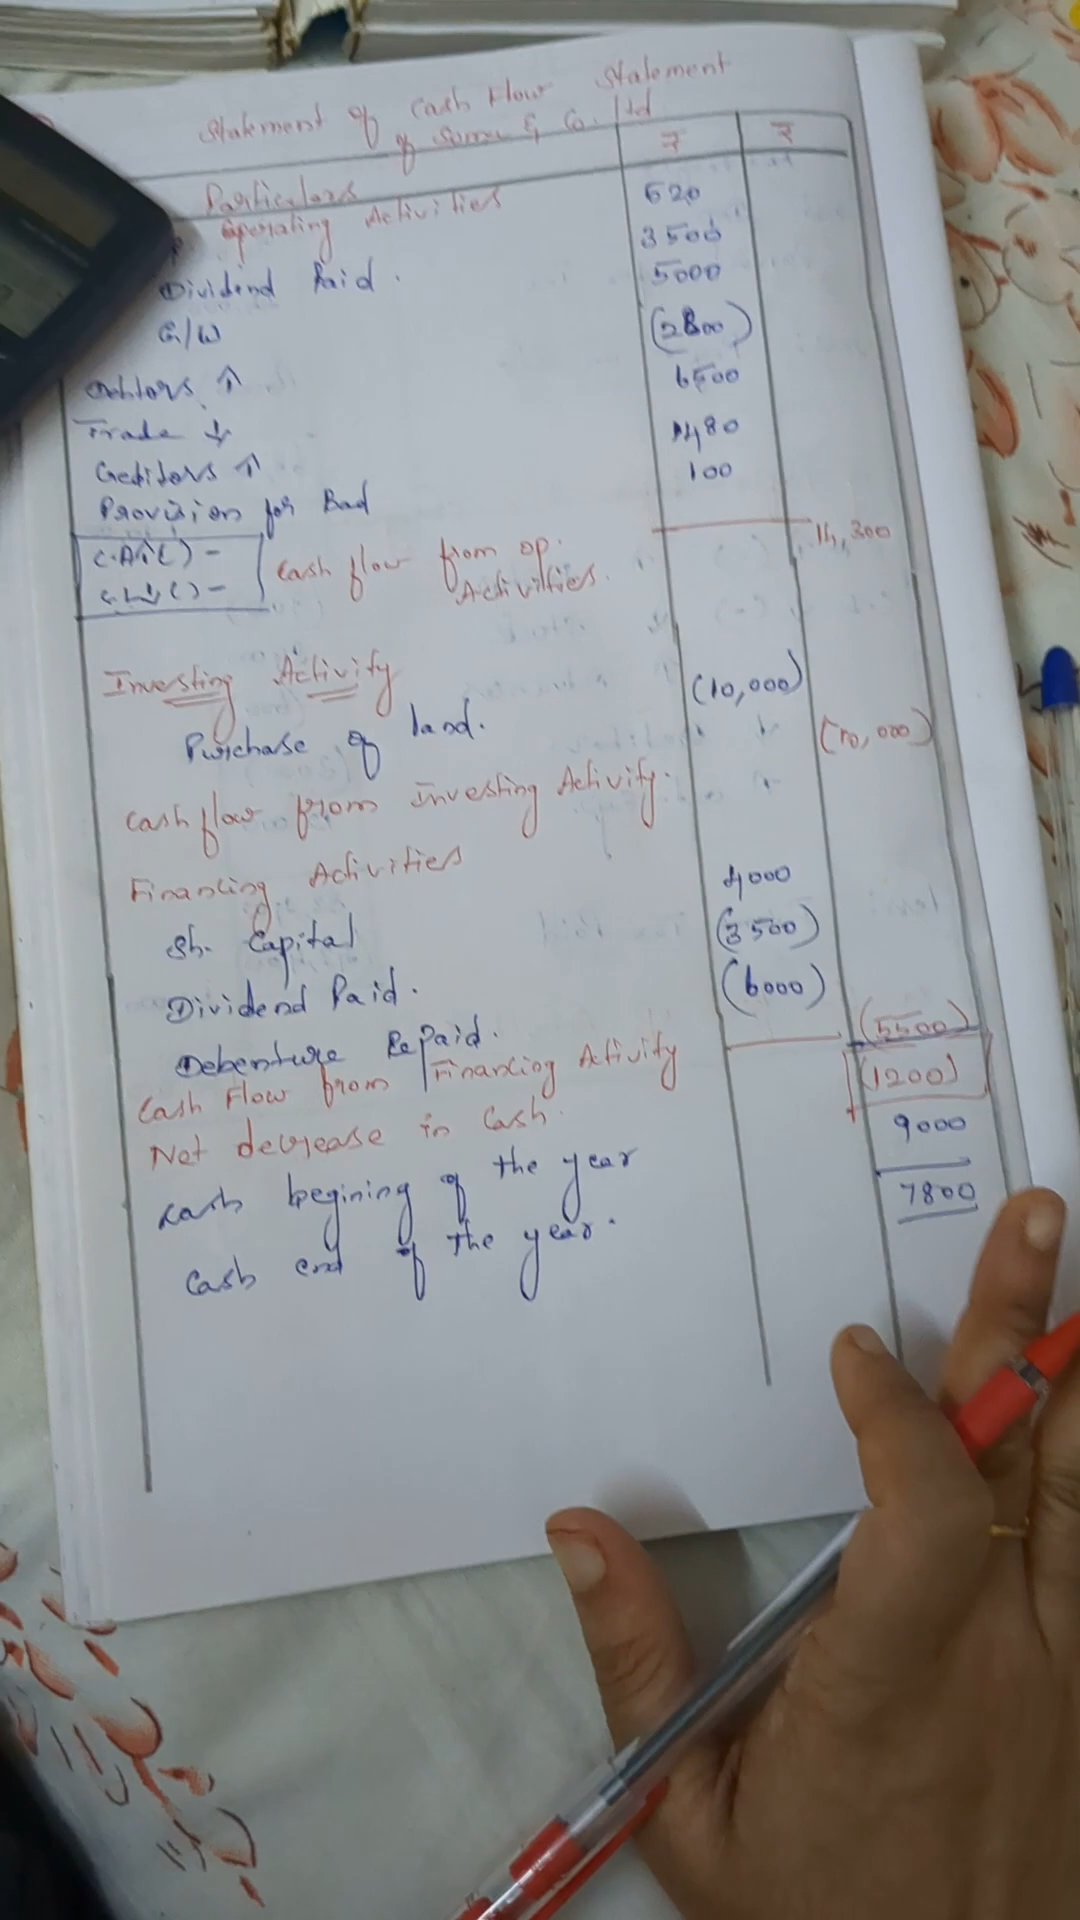 Statement of Cash Flow Statement
of Suma & Co. Ltd
Particulars ₹ ₹
Operating Activities 520
Dividend Paid. 3500
G/W 5000
Debtors ↑ (2800)
Trade ↓ 6500
Creditors ↑ 1480
Provision for Bad 100
Cash flow from op. Activities. 14,300
Investing Activity
Purchase of land. (10,000)
Cash flow from Investing Activity. (10,000)
Financing Activities
Sh. Capital 4000
Dividend Paid. (3500)
Debenture RePaid. (6000)
Cash Flow from Financing Activity (5500)
Net decrease in Cash. (1200)
Cash begining of the year 9000
Cash end of the year. 7800